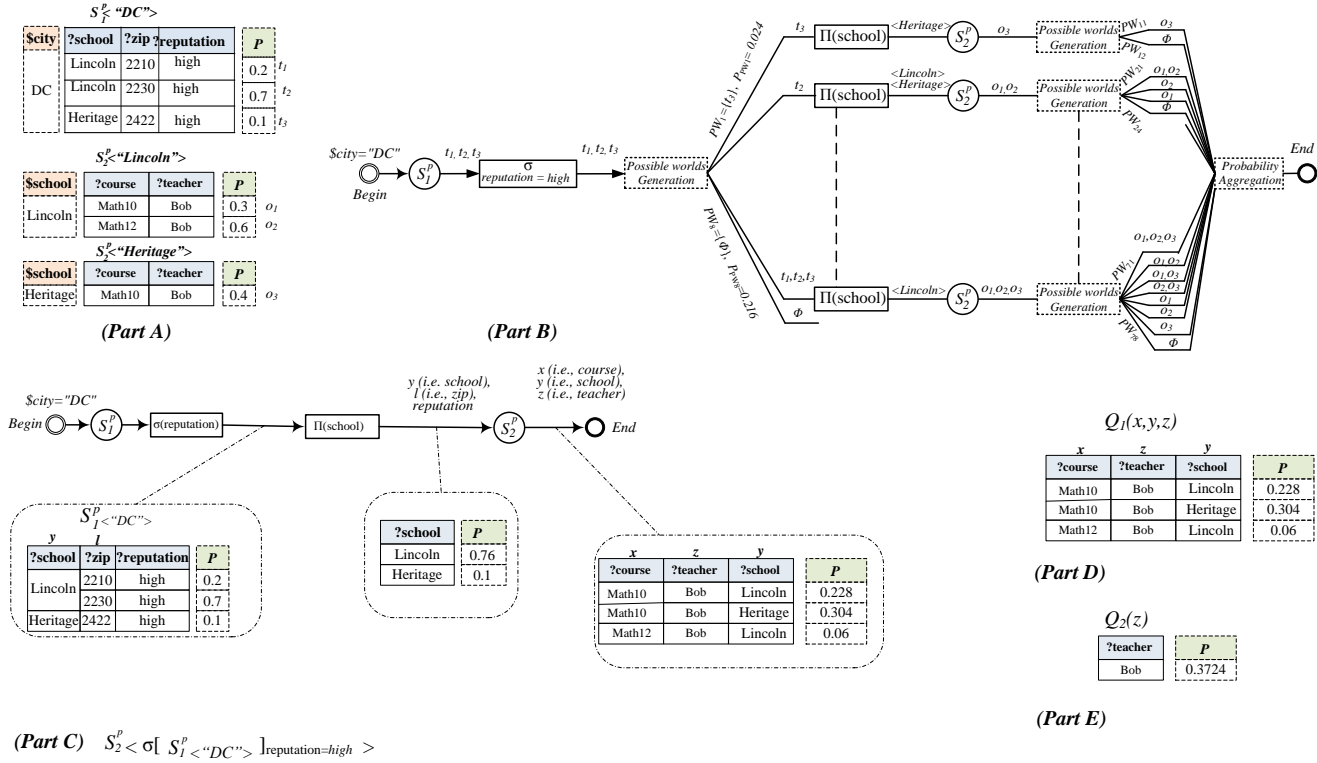 S₁ᵖ<“DC”>
$city ?school ?zip ?reputation P
DC
Lincoln 2210 high 0.2 t₁
Lincoln 2230 high 0.7 t₂
Heritage 2422 high 0.1 t₃
S₂ᵖ<“Lincoln”>
$school ?course ?teacher P
Lincoln
Math10 Bob 0.3 o₁
Math12 Bob 0.6 o₂
S₂ᵖ<“Heritage”>
$school ?course ?teacher P
Heritage Math10 Bob 0.4 o₃
(Part A)
$city="DC"
Begin
S₁ᵖ
t₁, t₂, t₃
σ
reputation = high
t₁, t₂, t₃
Possible worlds
Generation
PW₁={t₃}, P_PW₁= 0.024
t₃
Π(school)
<Heritage>
S₂ᵖ
o₃
Possible worlds
Generation
PW₁₁
o₃
Φ
PW₁₂
t₂
Π(school)
<Lincoln>
<Heritage>
S₂ᵖ
o₁,o₂
Possible worlds
Generation
PW₂₁
o₁,o₂
o₂
o₁
Φ
PW₂₄
PW₈={Φ}, P_PW₈=0.216
t₁,t₂,t₃
Φ
Π(school)
<Lincoln>
S₂ᵖ
o₁,o₂,o₃
Possible worlds
Generation
PW₇₁
o₁,o₂,o₃
o₁,o₂
o₁,o₃
o₂,o₃
o₁
o₂
o₃
Φ
PW₇₈
Probability
Aggregation
End
(Part B)
$city="DC"
Begin
S₁ᵖ
σ(reputation)
Π(school)
y (i.e. school),
l (i.e., zip),
reputation
S₂ᵖ
x (i.e., course),
y (i.e., school),
z (i.e., teacher)
End
S₁ᵖ<“DC”>
y l
?school ?zip ?reputation P
Lincoln
2210 high 0.2
2230 high 0.7
Heritage 2422 high 0.1
?school P
Lincoln 0.76
Heritage 0.1
x z y
?course ?teacher ?school P
Math10 Bob Lincoln 0.228
Math10 Bob Heritage 0.304
Math12 Bob Lincoln 0.06
(Part C) S₂ᵖ < σ[ S₁ᵖ<“DC”> ]reputation=high >
Q₁(x,y,z)
x z y
?course ?teacher ?school P
Math10 Bob Lincoln 0.228
Math10 Bob Heritage 0.304
Math12 Bob Lincoln 0.06
(Part D)
Q₂(z)
?teacher P
Bob 0.3724
(Part E)